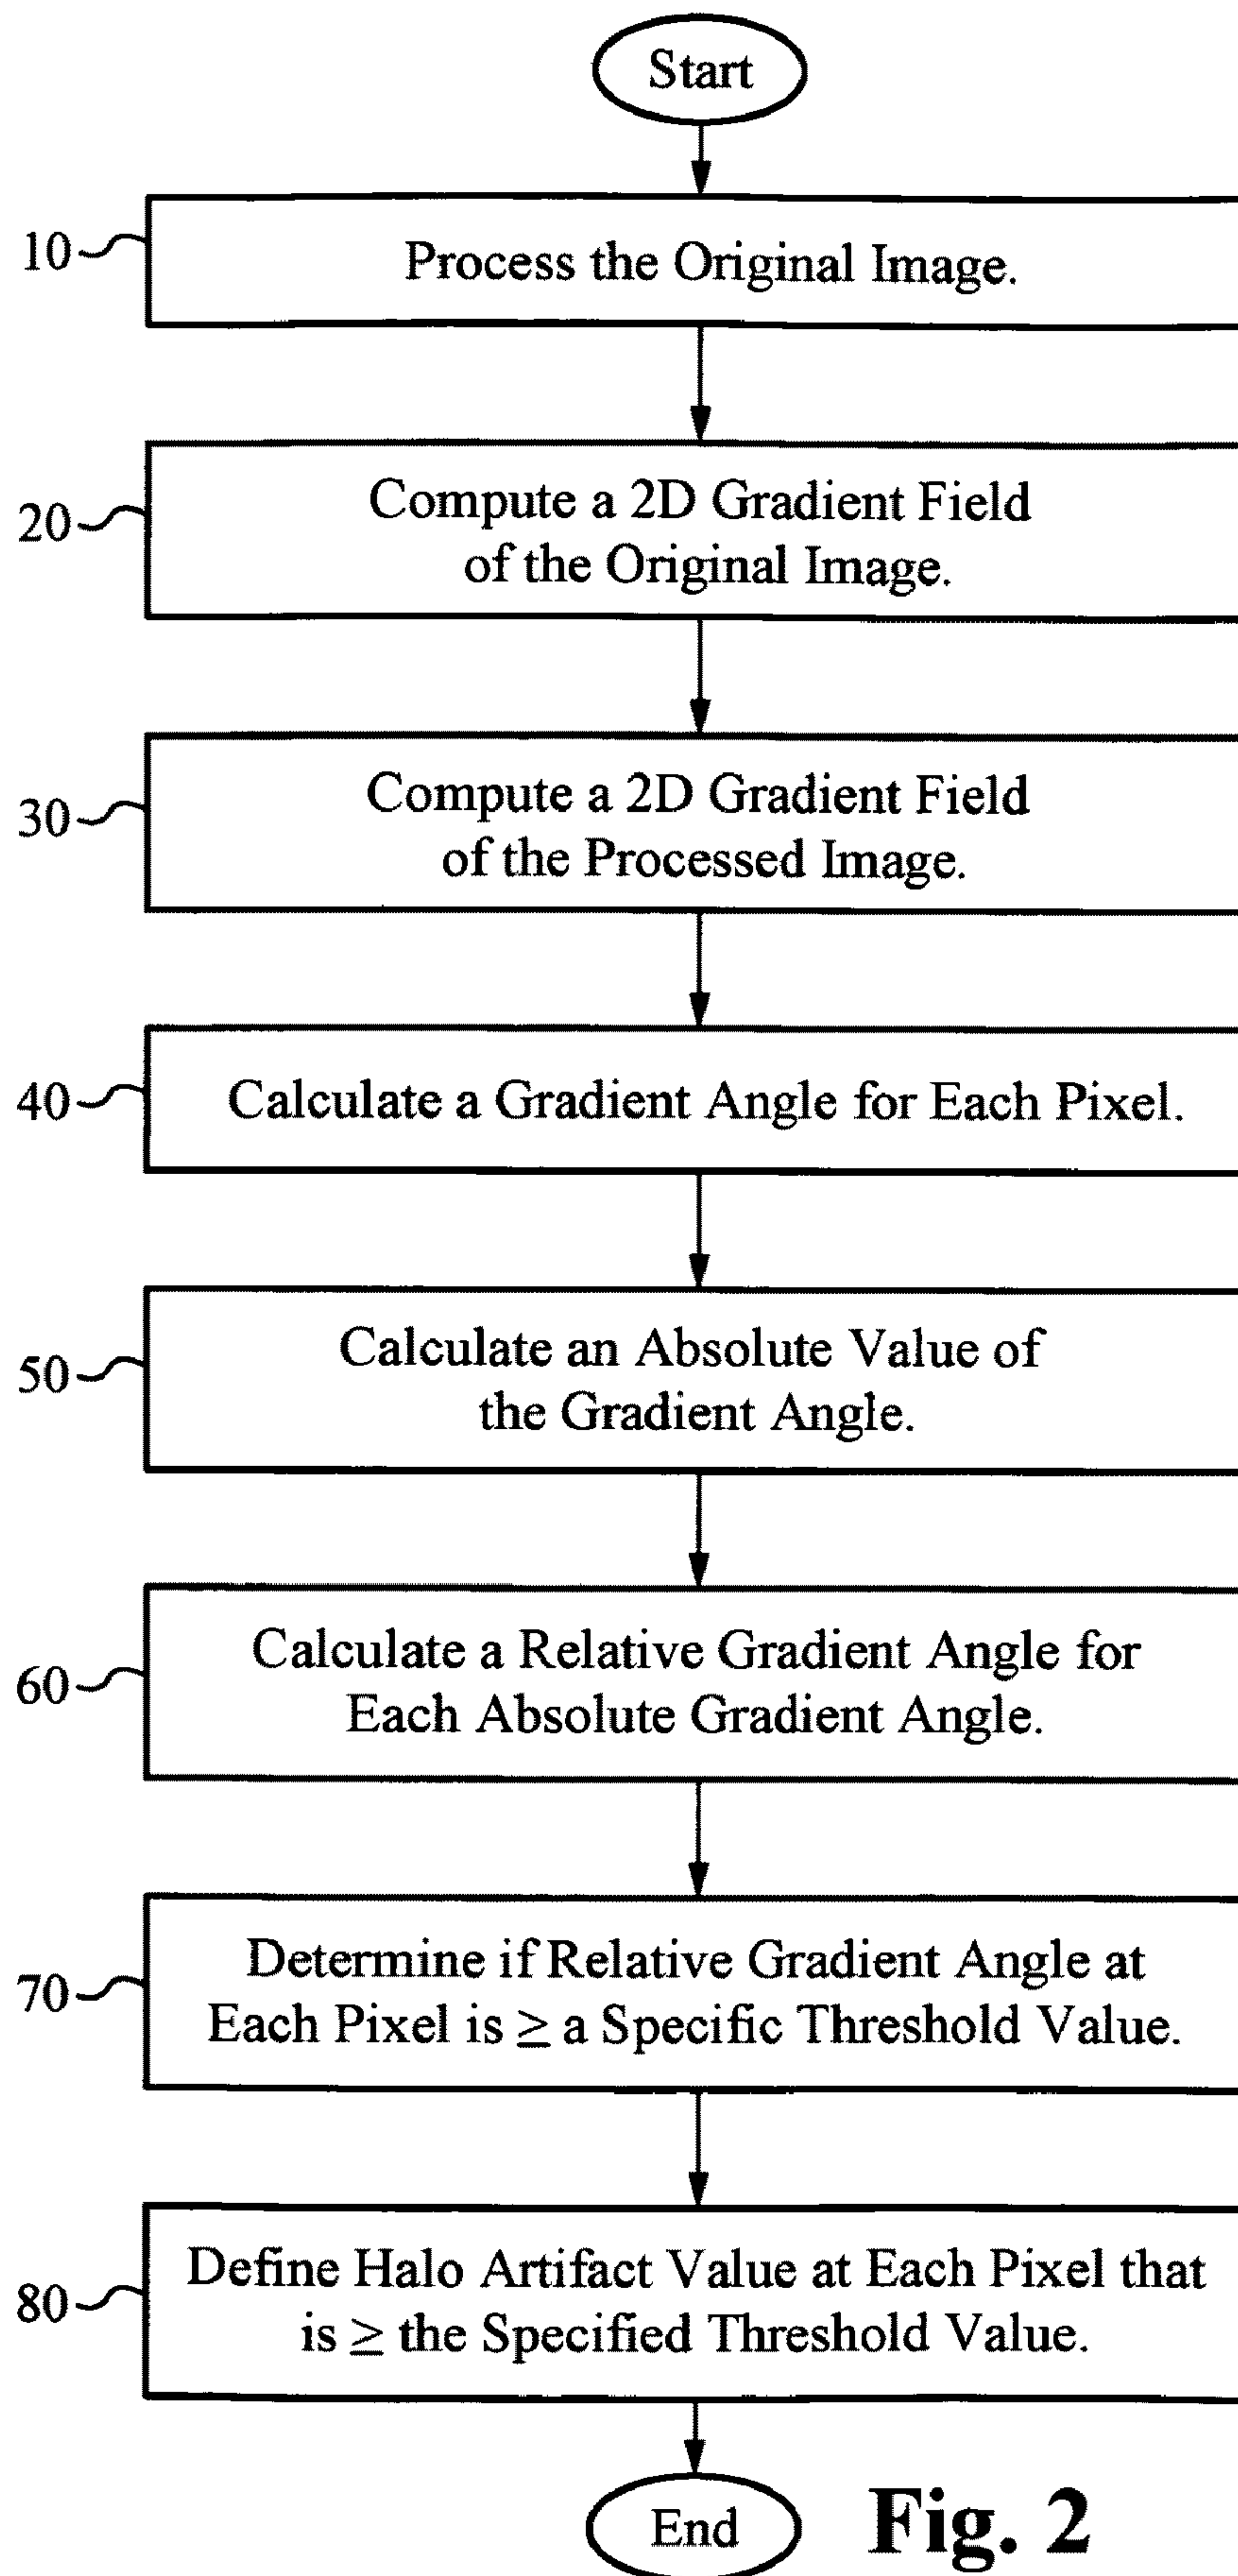 Start
10
Process the Original Image.
20
Compute a 2D Gradient Field
of the Original Image.
30
Compute a 2D Gradient Field
of the Processed Image.
40
Calculate a Gradient Angle for Each Pixel.
50
Calculate an Absolute Value of
the Gradient Angle.
60
Calculate a Relative Gradient Angle for
Each Absolute Gradient Angle.
70
Determine if Relative Gradient Angle at
Each Pixel is ≥ a Specific Threshold Value.
80
Define Halo Artifact Value at Each Pixel that
is ≥ the Specified Threshold Value.
End
Fig. 2